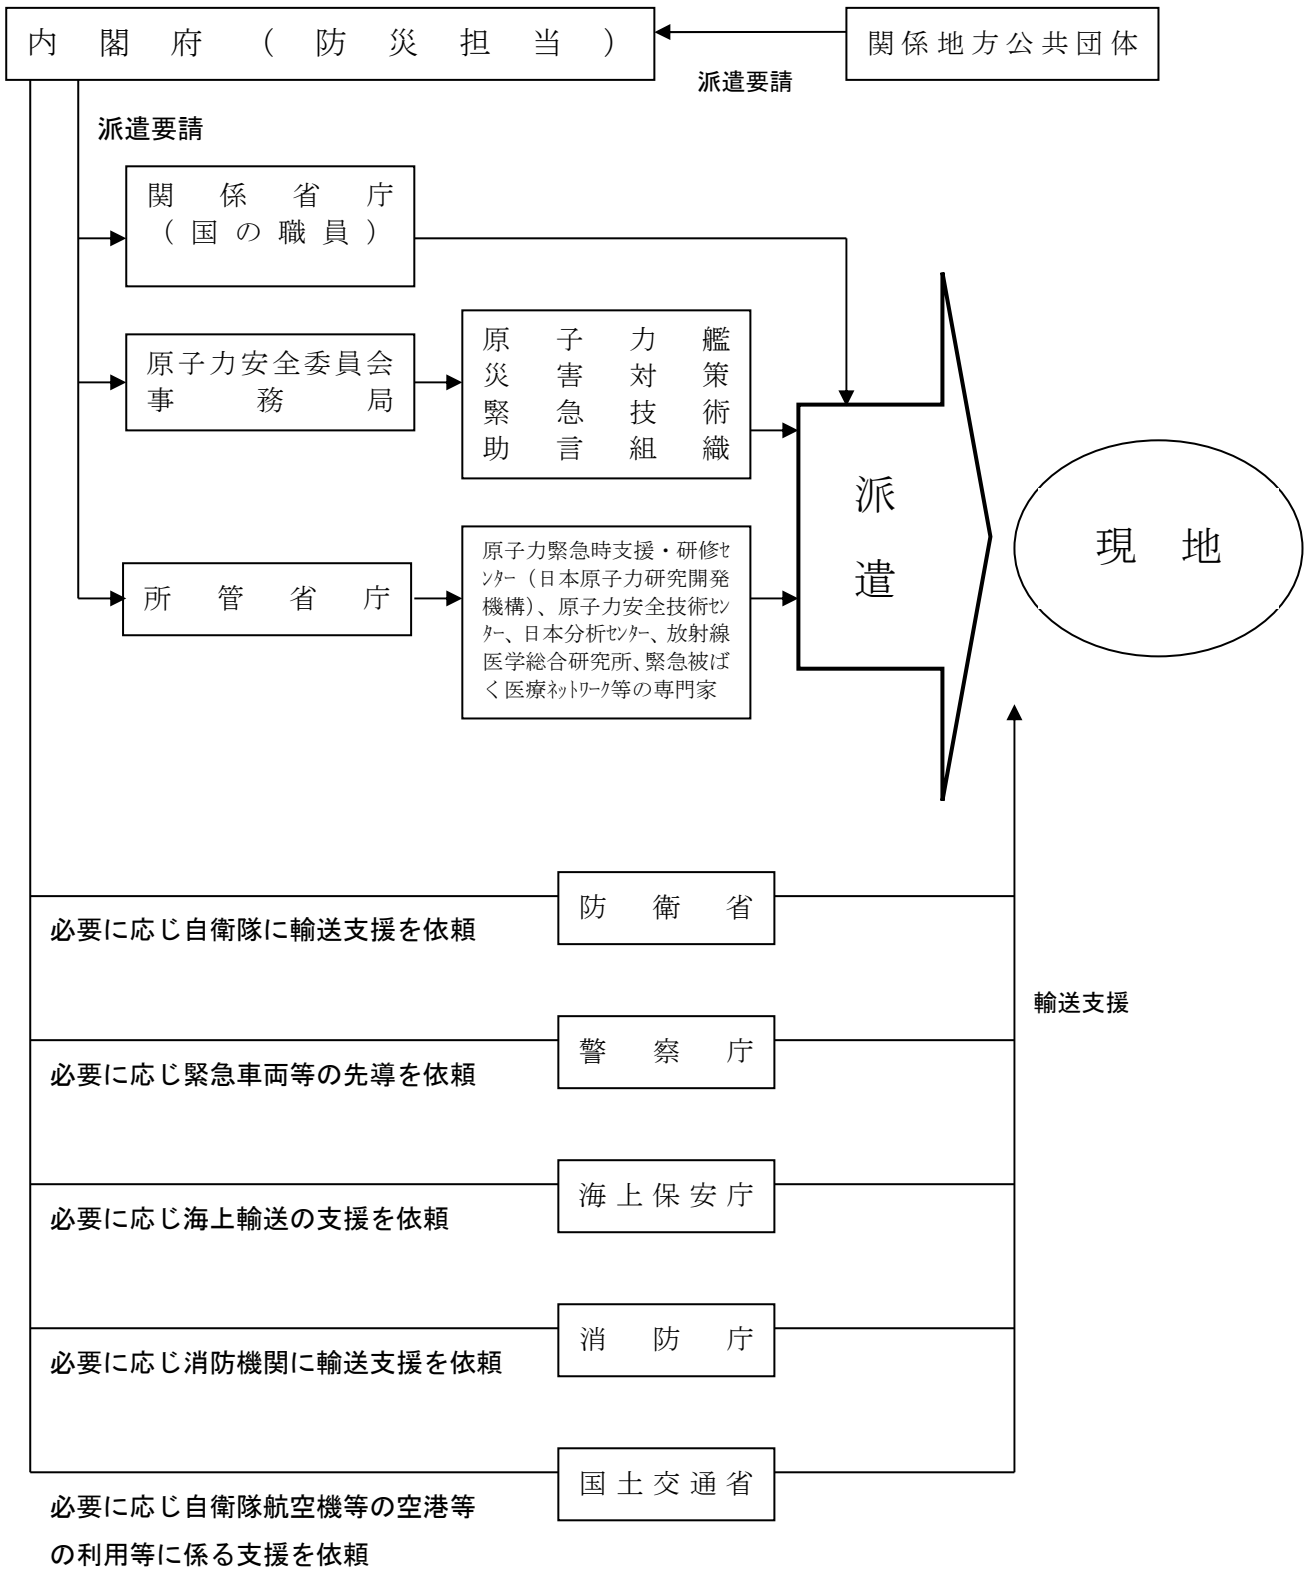 内閣府（防災担当）
関係地方公共団体
派遣要請
派遣要請
関係省庁
（国の職員）
原子力安全委員会
事務局
原子力艦
災害対策
緊急技術
助言組織
所管省庁
原子力緊急時支援・研修ｾ
ﾝﾀｰ（日本原子力研究開発
機構）、原子力安全技術ｾﾝ
ﾀｰ、日本分析ｾﾝﾀｰ、放射線
医学総合研究所、緊急被ば
く医療ﾈｯﾄﾜｰｸ等の専門家
派
遣
現地
防衛省
必要に応じ自衛隊に輸送支援を依頼
輸送支援
警察庁
必要に応じ緊急車両等の先導を依頼
海上保安庁
必要に応じ海上輸送の支援を依頼
消防庁
必要に応じ消防機関に輸送支援を依頼
国土交通省
必要に応じ自衛隊航空機等の空港等
の利用等に係る支援を依頼